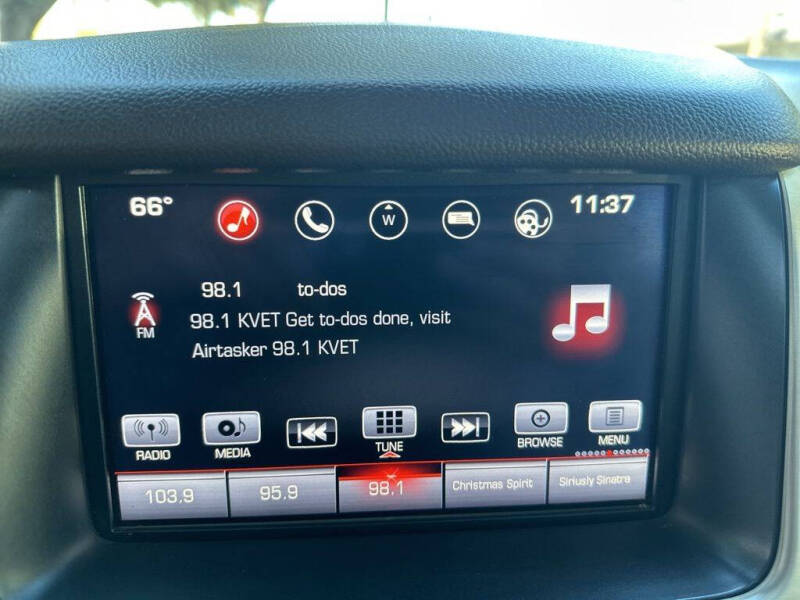 66° W 11:37
98.1 to-dos
FM
98.1 KVET Get to-dos done, visit
Airtasker 98.1 KVET
RADIO MEDIA TUNE BROWSE MENU
103.9 95.9 98.1 Christmas Spirit Siriusly Sinatra